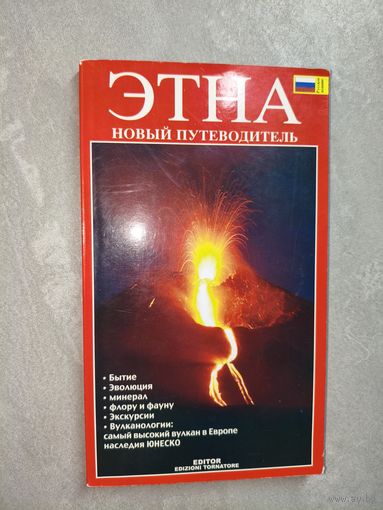 ЭТНА
НОВЫЙ ПУТЕВОДИТЕЛЬ
• Бытие
• Эволюция
• минерал
• флору и фауну
• Экскурсии
• Вулканологии:
самый высокий вулкан в Европе
наследия ЮНЕСКО
EDITOR
EDIZIONI TORNATORE